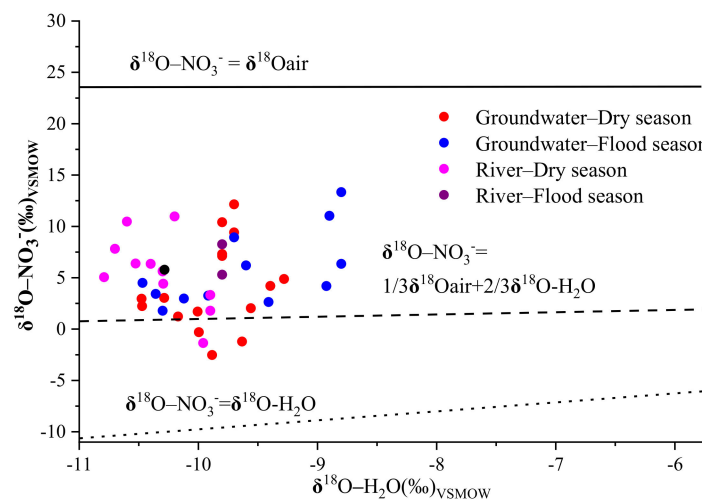 30
25
20
15
10
5
0
-5
-10
δ¹⁸O–NO₃⁻(‰)VSMOW
δ¹⁸O–NO₃⁻ = δ¹⁸Oair
Groundwater–Dry season
Groundwater–Flood season
River–Dry season
River–Flood season
δ¹⁸O–NO₃⁻=
1/3δ¹⁸Oair+2/3δ¹⁸O-H₂O
δ¹⁸O–NO₃⁻=δ¹⁸O-H₂O
-11 -10 -9 -8 -7 -6
δ¹⁸O–H₂O(‰)VSMOW